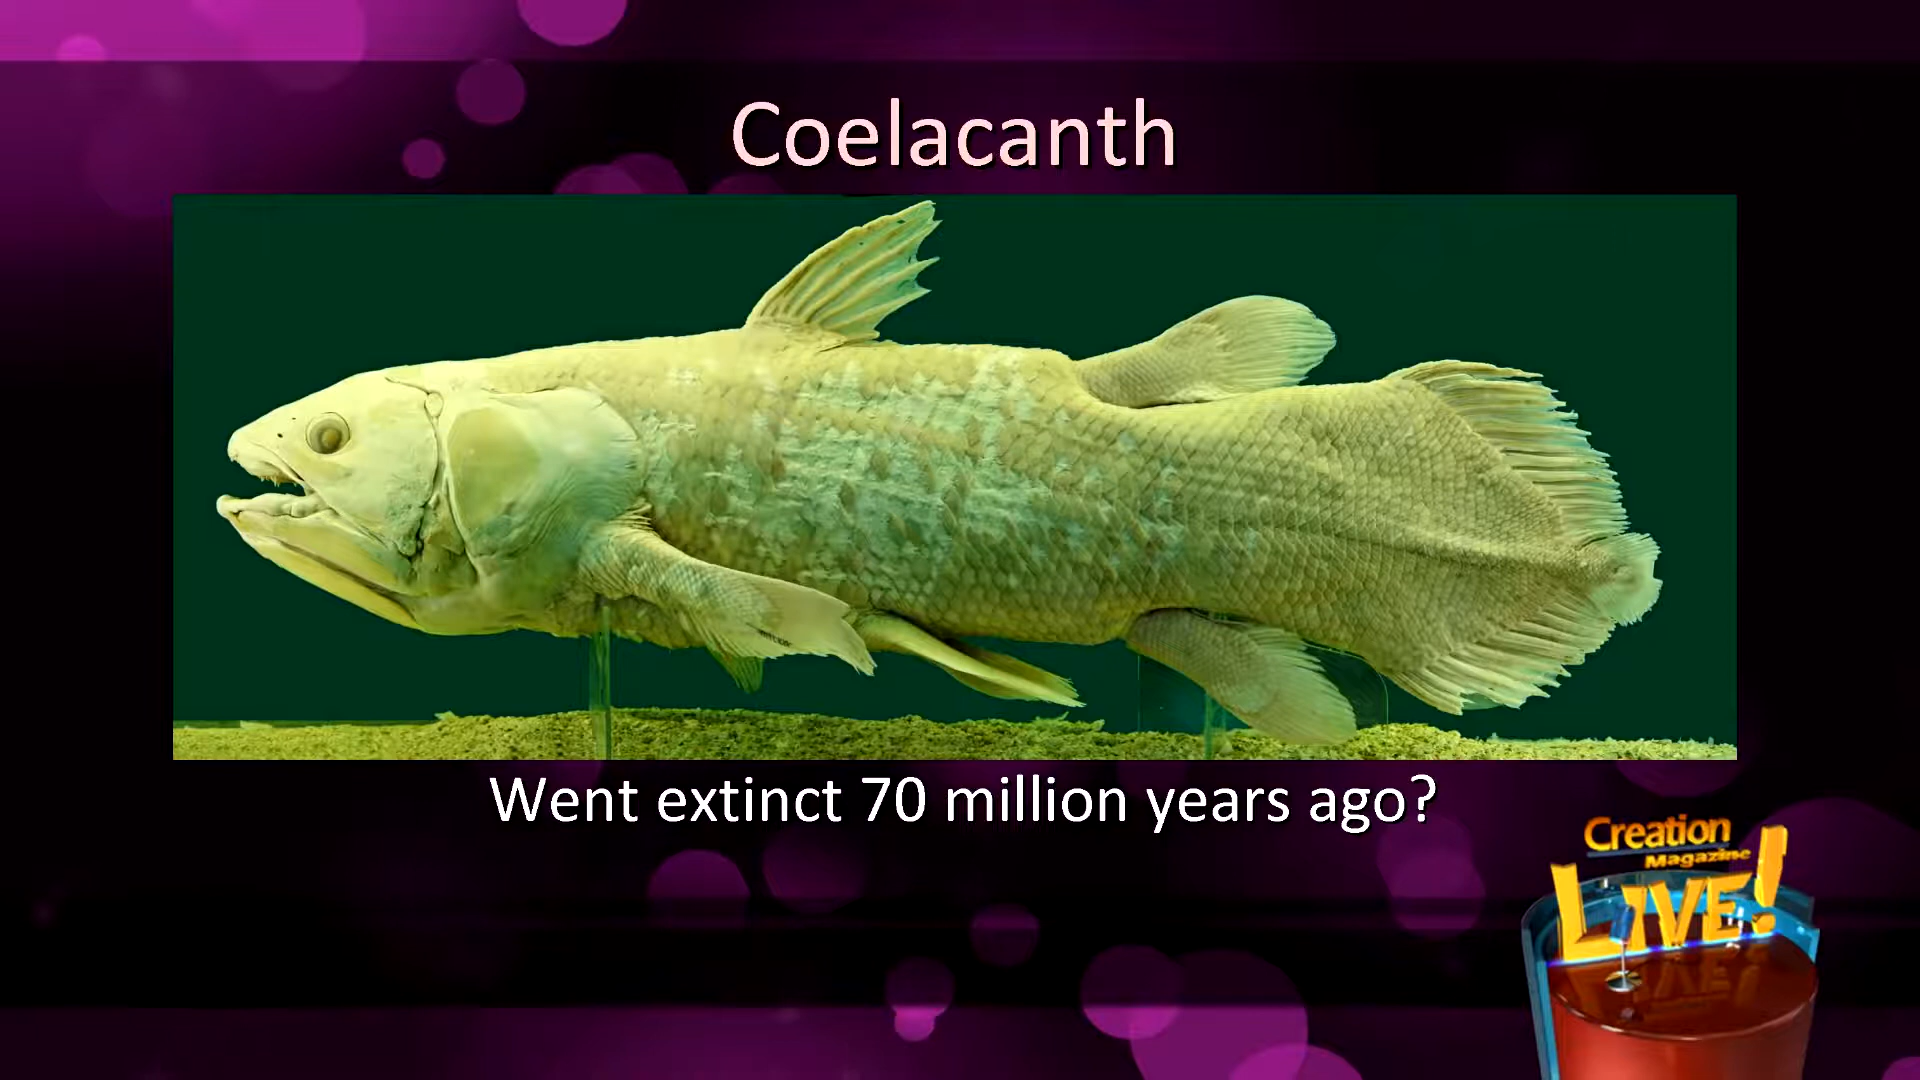 Coelacanth
Went extinct 70 million years ago?
Creation
Magazine
LIVE!